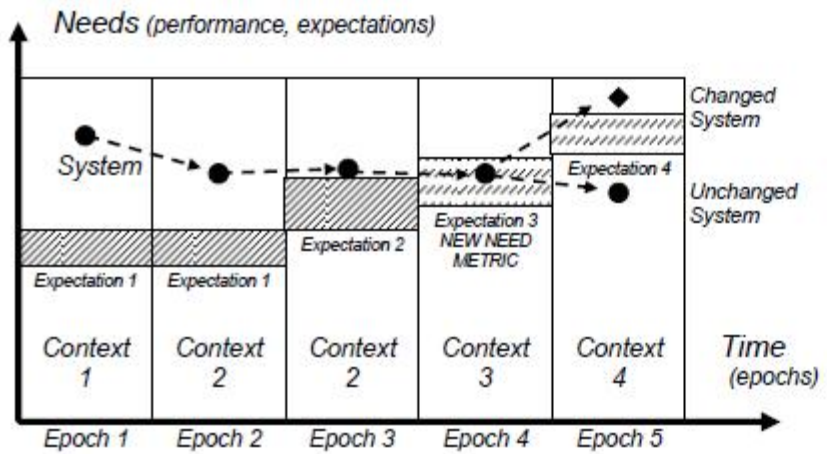 Needs (performance, expectations)
Changed
System
System
Expectation 4
Unchanged
System
Expectation 3
NEW NEED
METRIC
Expectation 2
Expectation 1
Expectation 1
Context
1
Context
2
Context
2
Context
3
Context
4
Time
(epochs)
Epoch 1
Epoch 2
Epoch 3
Epoch 4
Epoch 5